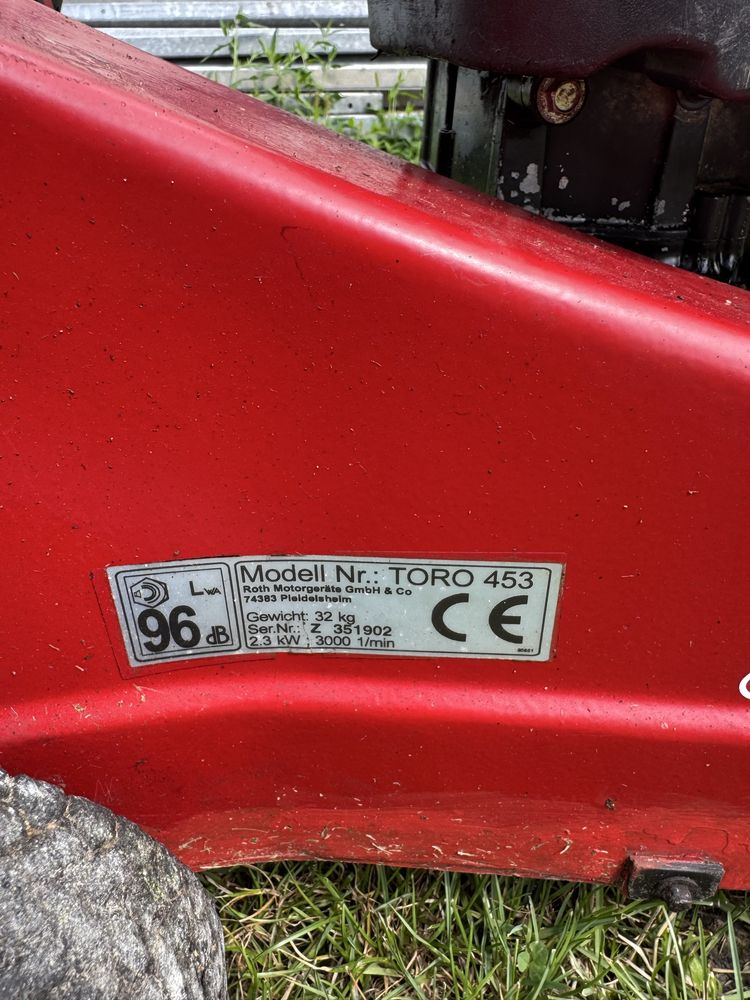 LWA
96 dB
Modell Nr.: TORO 453
Roth Motorgeräte GmbH & Co
74383 Pleidelsheim
Gewicht: 32 kg
Ser.Nr.: Z 351902
2.3 kW ; 3000 1/min
CE